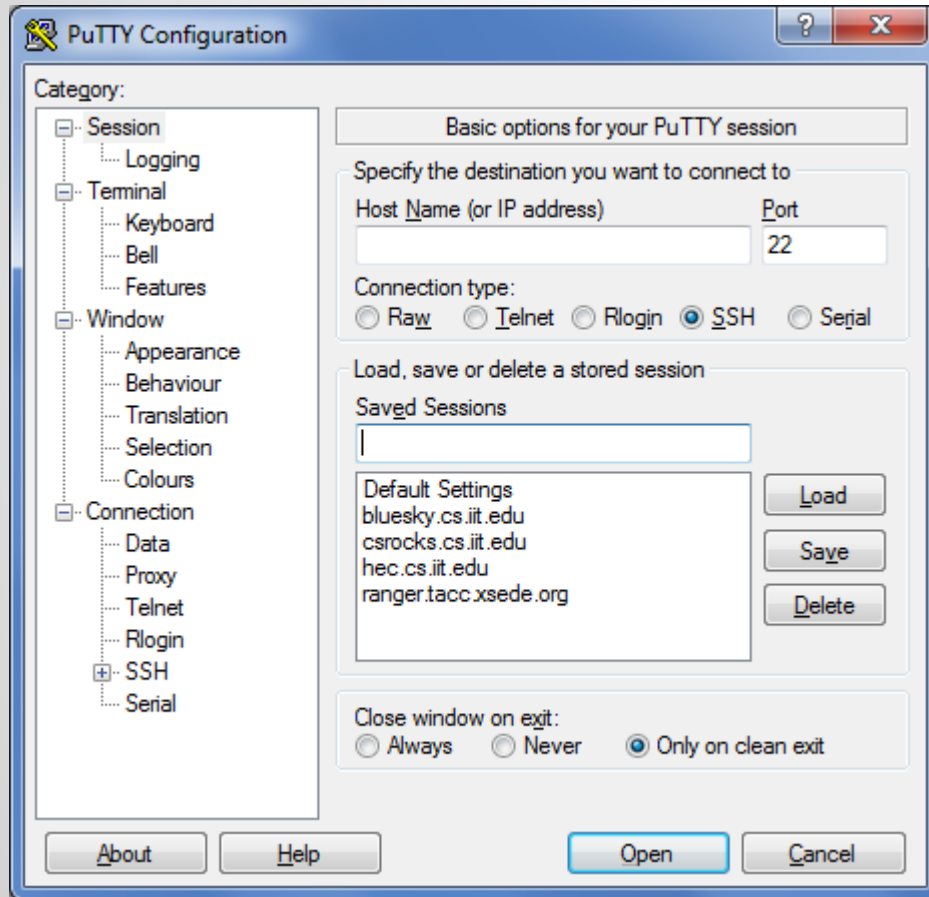 PuTTY Configuration
?
X
Category:
Session
Logging
Terminal
Keyboard
Bell
Features
Window
Appearance
Behaviour
Translation
Selection
Colours
Connection
Data
Proxy
Telnet
Rlogin
SSH
Serial
Basic options for your PuTTY session
Specify the destination you want to connect to
Host Name (or IP address) Port
22
Connection type:
Raw Telnet Rlogin SSH Serial
Load, save or delete a stored session
Saved Sessions
Default Settings
bluesky.cs.iit.edu
csrocks.cs.iit.edu
hec.cs.iit.edu
ranger.tacc.xsede.org
Load
Save
Delete
Close window on exit:
Always Never Only on clean exit
About Help Open Cancel